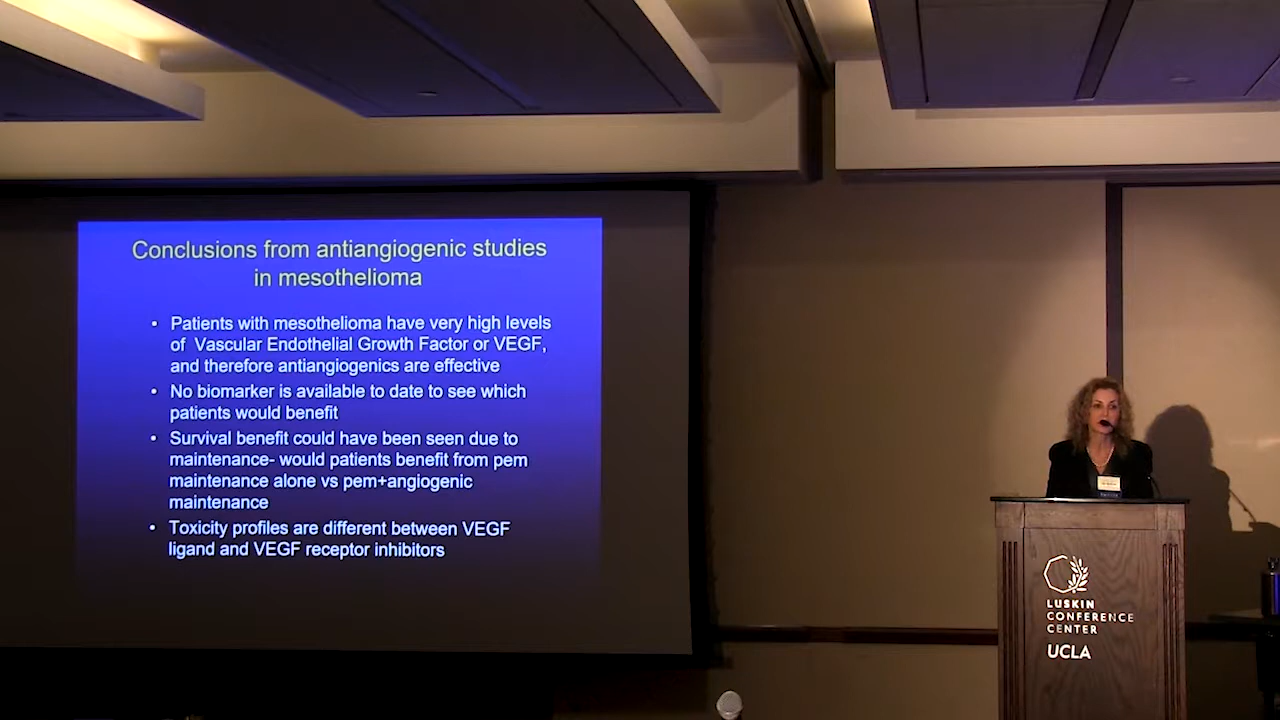 Conclusions from antiangiogenic studies
in mesothelioma
• Patients with mesothelioma have very high levels
of Vascular Endothelial Growth Factor or VEGF,
and therefore antiangiogenics are effective
• No biomarker is available to date to see which
patients would benefit
• Survival benefit could have been seen due to
maintenance- would patients benefit from pem
maintenance alone vs pem+angiogenic
maintenance
• Toxicity profiles are different between VEGF
ligand and VEGF receptor inhibitors
LUSKIN
CONFERENCE
CENTER
UCLA